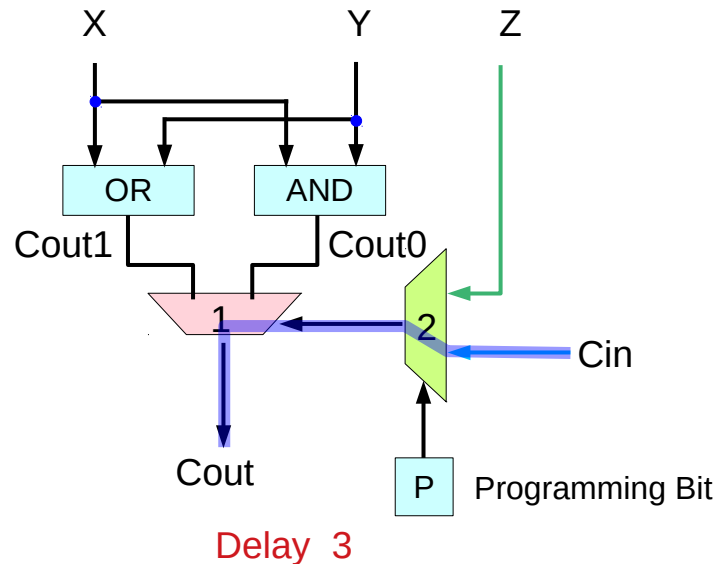 X Y Z
OR AND
Cout1 Cout0
1 2
Cin
Cout
P Programming Bit
Delay 3